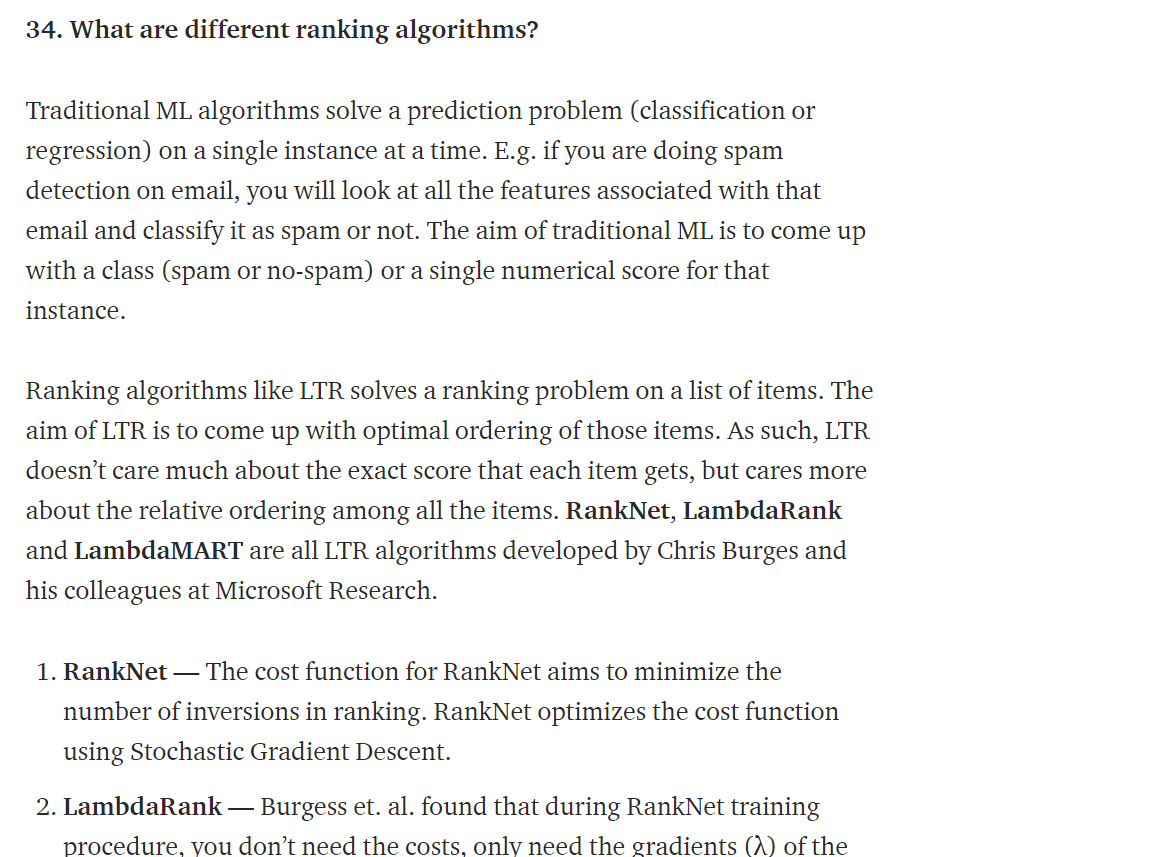 34. What are different ranking algorithms?
Traditional ML algorithms solve a prediction problem (classification or
regression) on a single instance at a time. E.g. if you are doing spam
detection on email, you will look at all the features associated with that
email and classify it as spam or not. The aim of traditional ML is to come up
with a class (spam or no-spam) or a single numerical score for that
instance.
Ranking algorithms like LTR solves a ranking problem on a list of items. The
aim of LTR is to come up with optimal ordering of those items. As such, LTR
doesn’t care much about the exact score that each item gets, but cares more
about the relative ordering among all the items. RankNet, LambdaRank
and LambdaMART are all LTR algorithms developed by Chris Burges and
his colleagues at Microsoft Research.
1. RankNet — The cost function for RankNet aims to minimize the
number of inversions in ranking. RankNet optimizes the cost function
using Stochastic Gradient Descent.
2. LambdaRank — Burgess et. al. found that during RankNet training
procedure, you don’t need the costs, only need the gradients (λ) of the